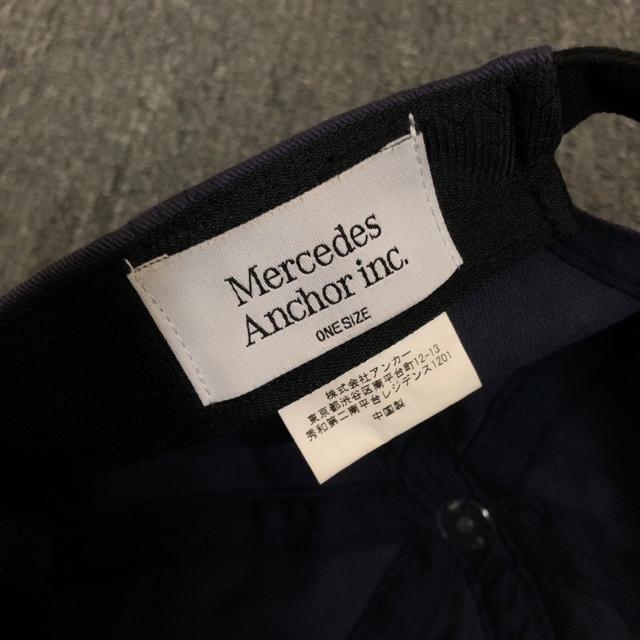 Mercedes
Anchor inc.
ONE SIZE
株式会社アンカー
東京都渋谷区南平台町12-13
秀和第二南平台レジデンス1201
中国製